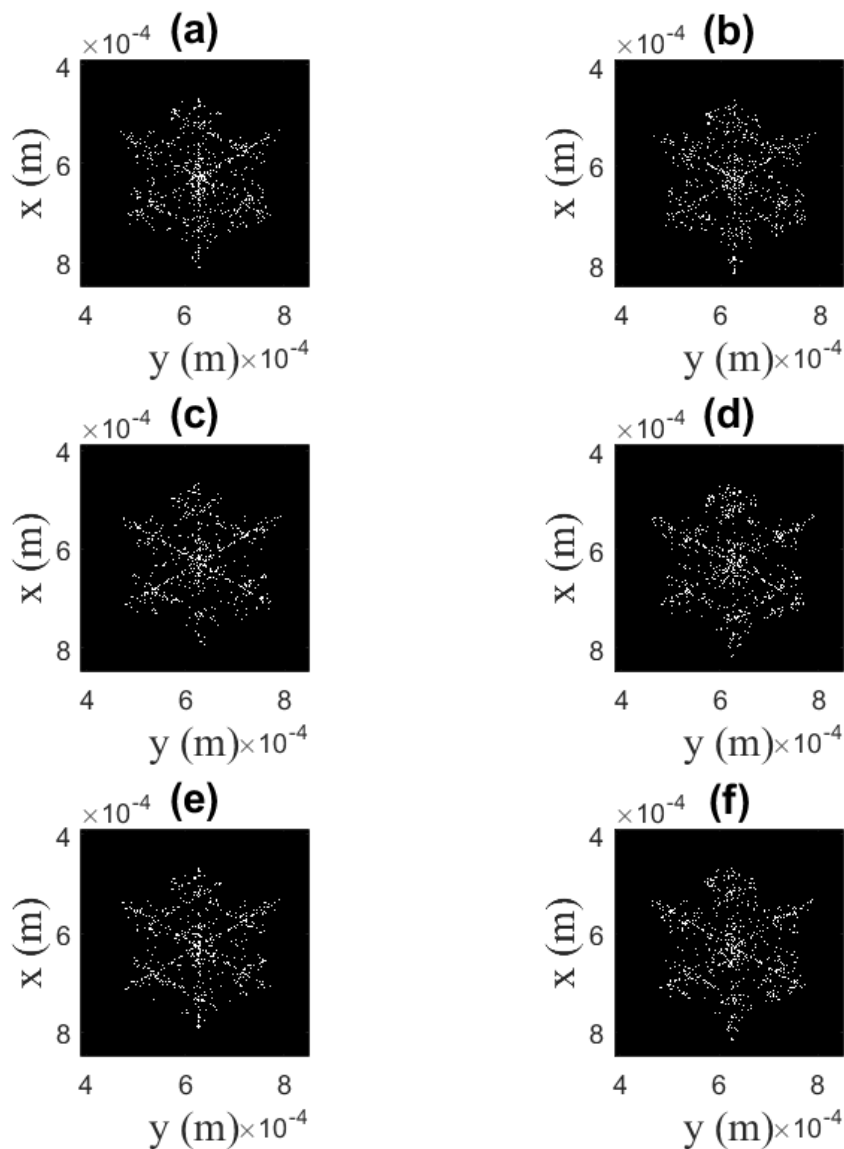 (a)
×10⁻⁴
4
6
8
x (m)
4 6 8
y (m) ×10⁻⁴
(b)
×10⁻⁴
4
6
8
x (m)
4 6 8
y (m) ×10⁻⁴
(c)
×10⁻⁴
4
6
8
x (m)
4 6 8
y (m) ×10⁻⁴
(d)
×10⁻⁴
4
6
8
x (m)
4 6 8
y (m) ×10⁻⁴
(e)
×10⁻⁴
4
6
8
x (m)
4 6 8
y (m) ×10⁻⁴
(f)
×10⁻⁴
4
6
8
x (m)
4 6 8
y (m) ×10⁻⁴